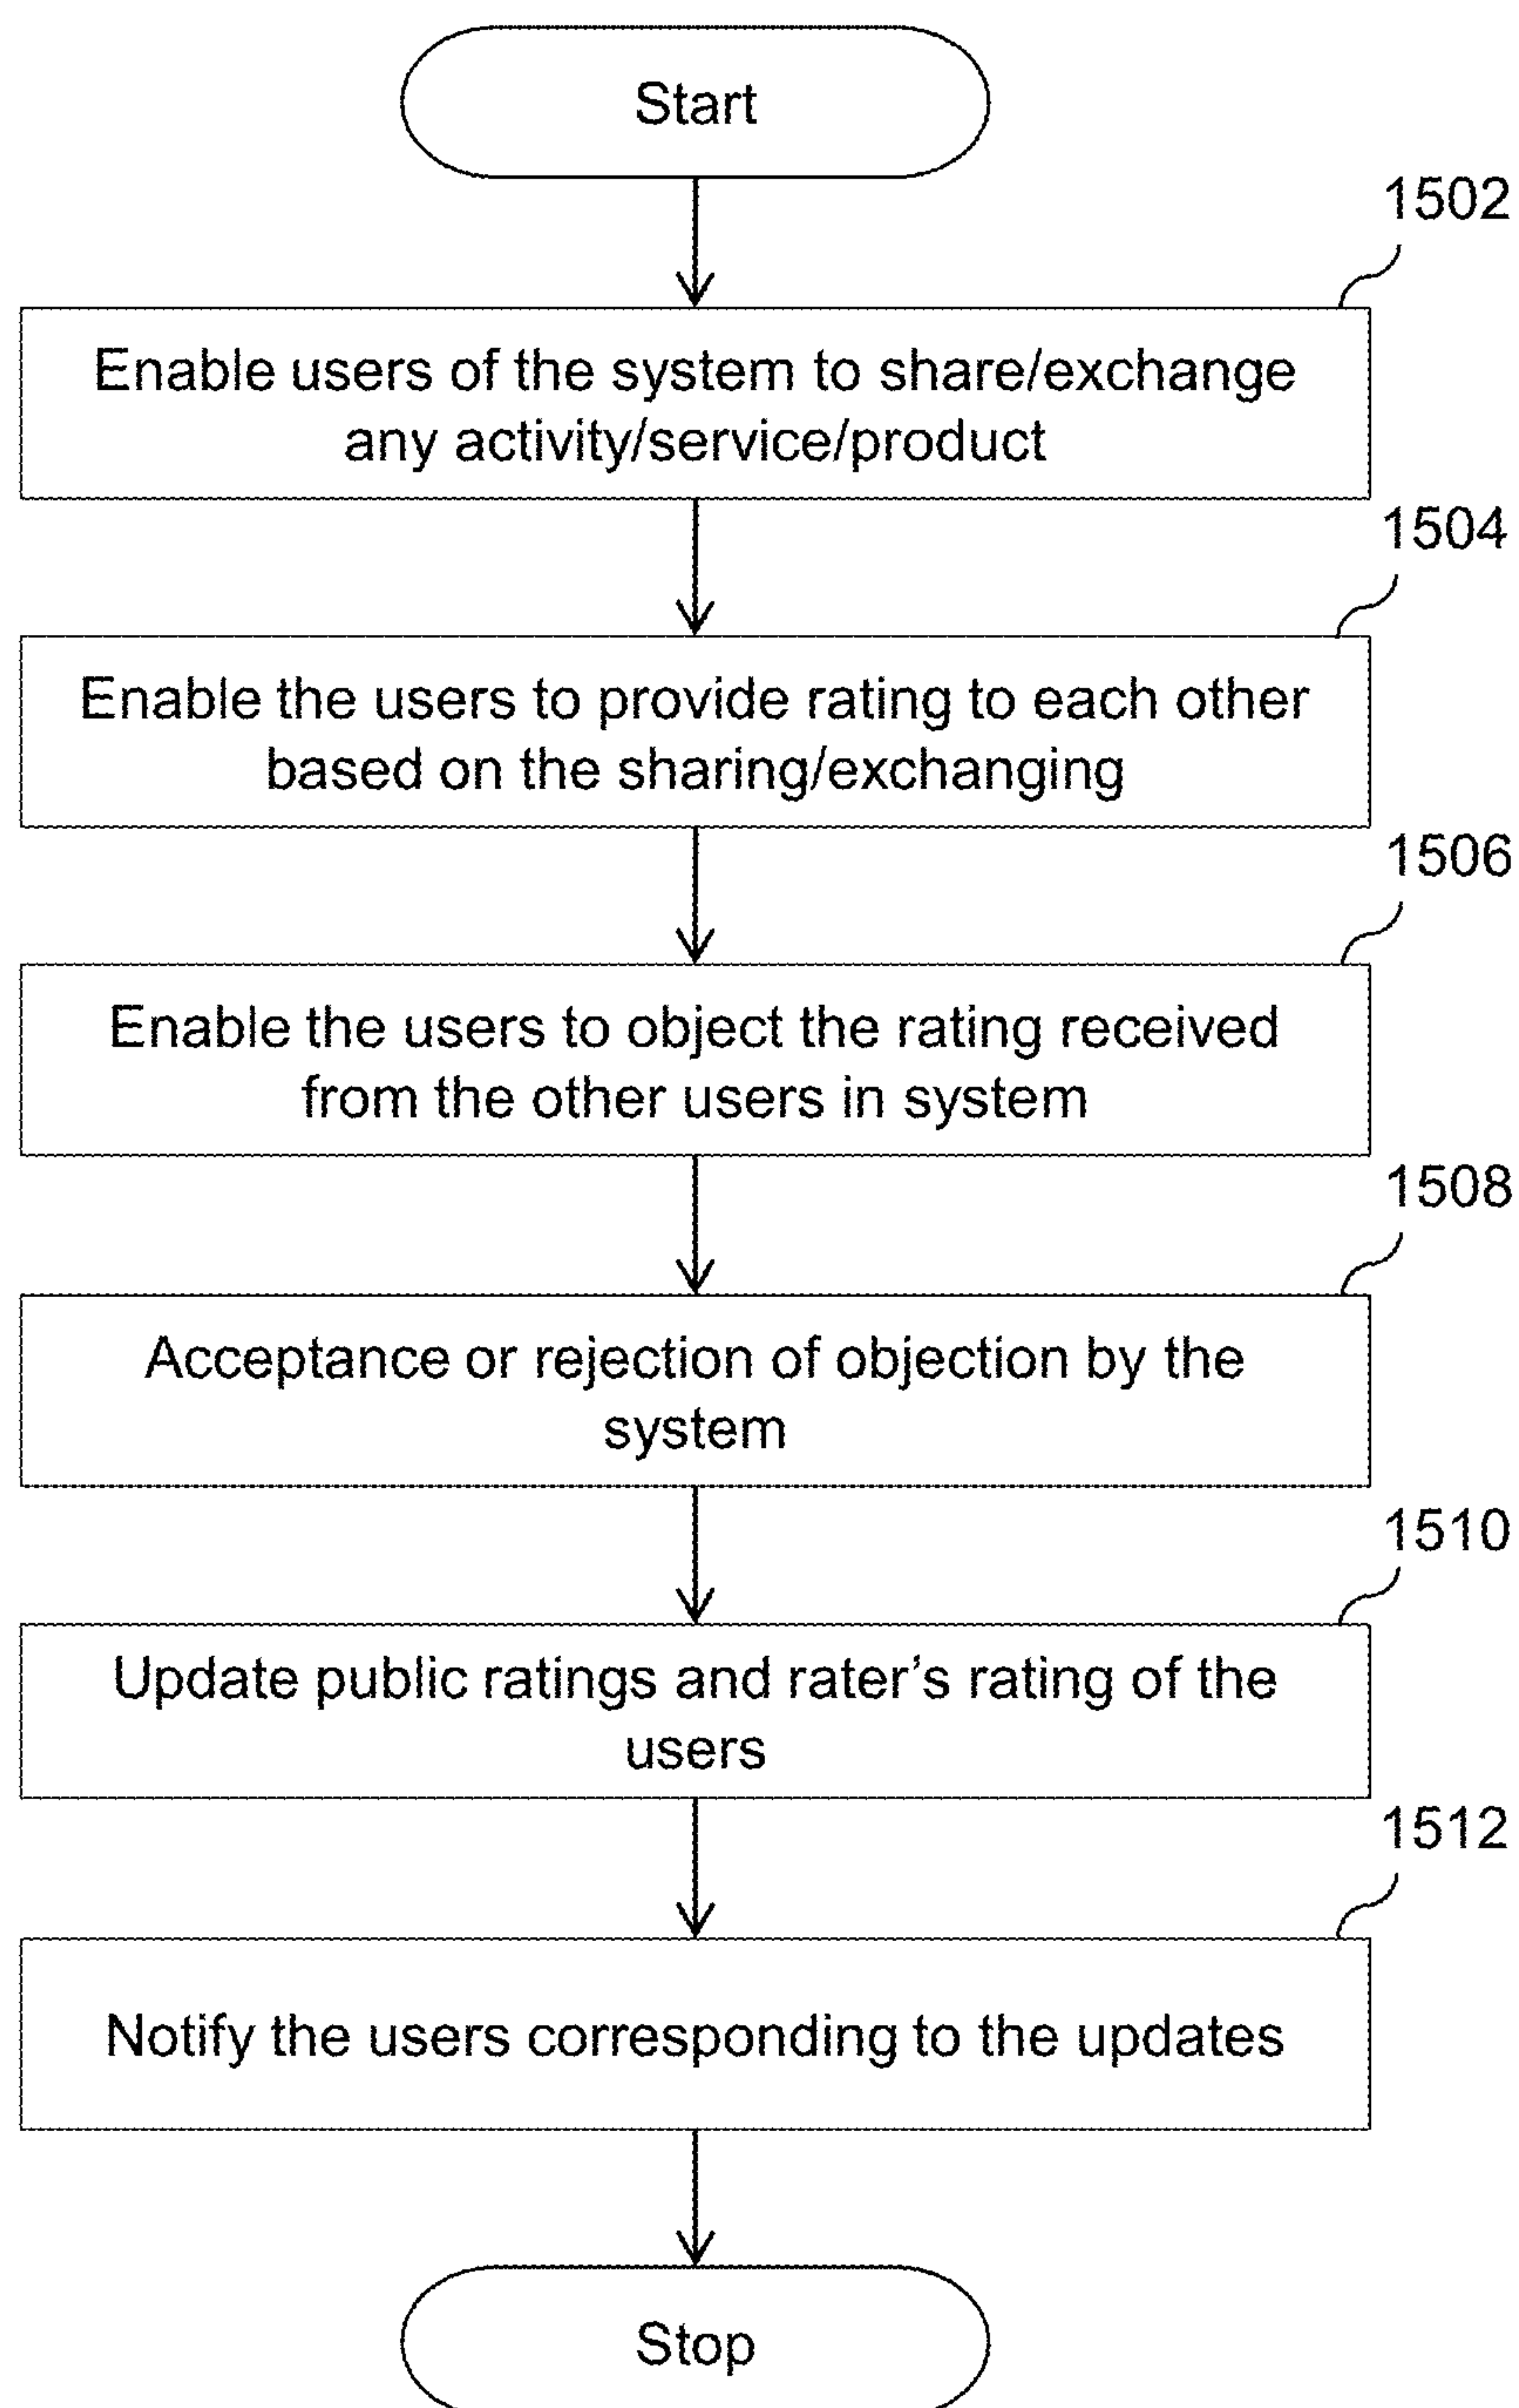 Start
1502
Enable users of the system to share/exchange
any activity/service/product
1504
Enable the users to provide rating to each other
based on the sharing/exchanging
1506
Enable the users to object the rating received
from the other users in system
1508
Acceptance or rejection of objection by the
system
1510
Update public ratings and rater’s rating of the
users
1512
Notify the users corresponding to the updates
Stop